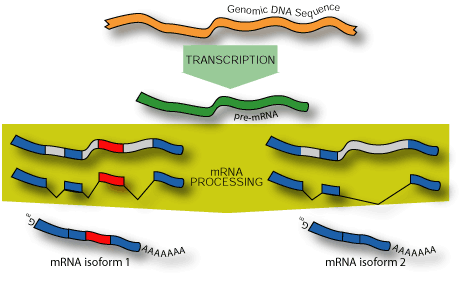 Genomic DNA Sequence
TRANSCRIPTION
pre-mRNA
mRNA
PROCESSING
G
AAAAAAA
mRNA isoform 1
G
AAAAAAA
mRNA isoform 2